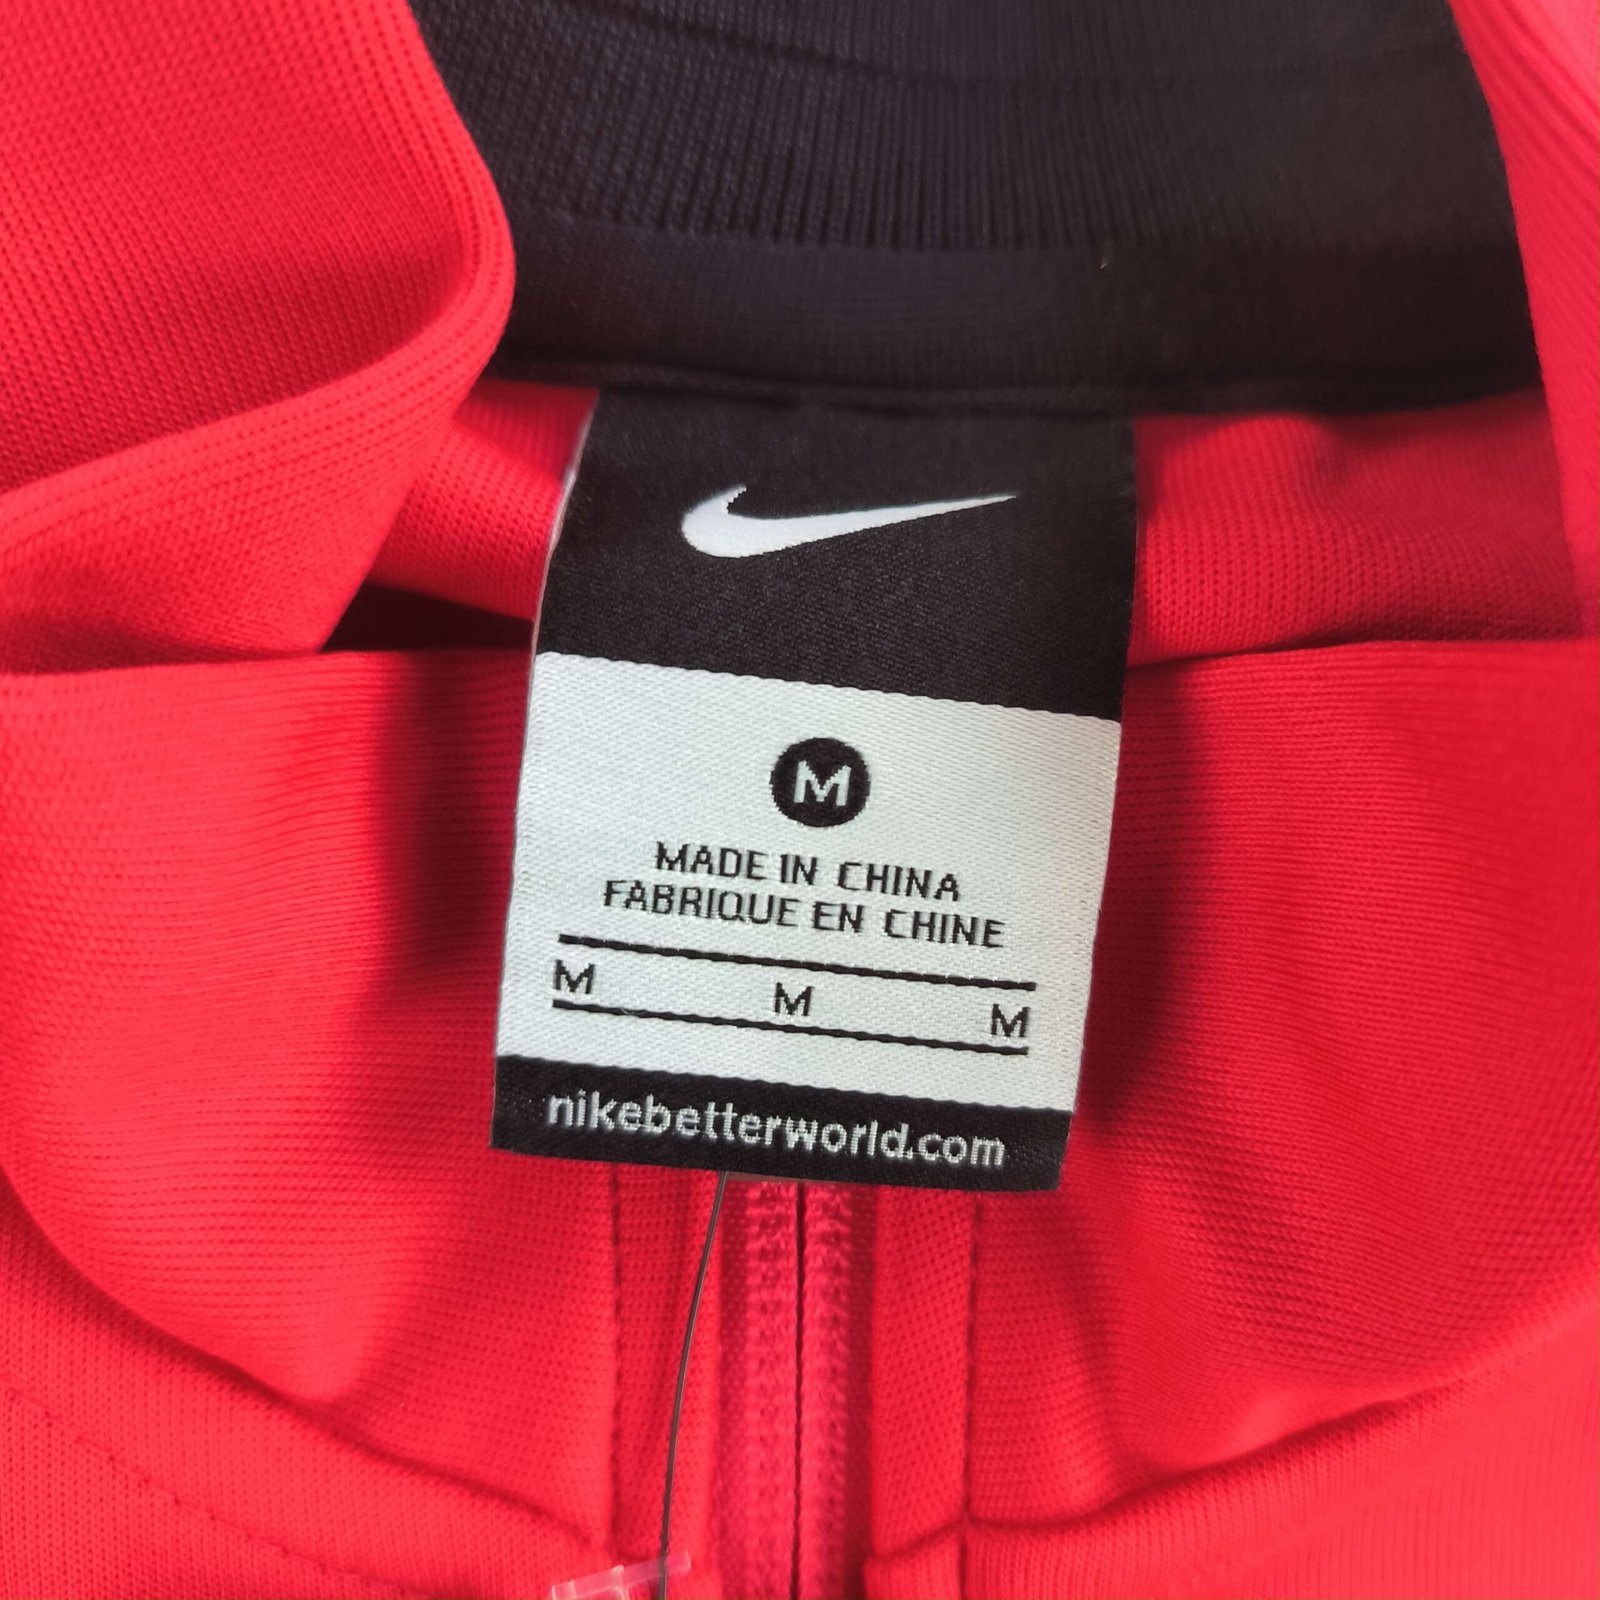 M
MADE IN CHINA
FABRIQUE EN CHINE
M M M
nikebetterworld.com